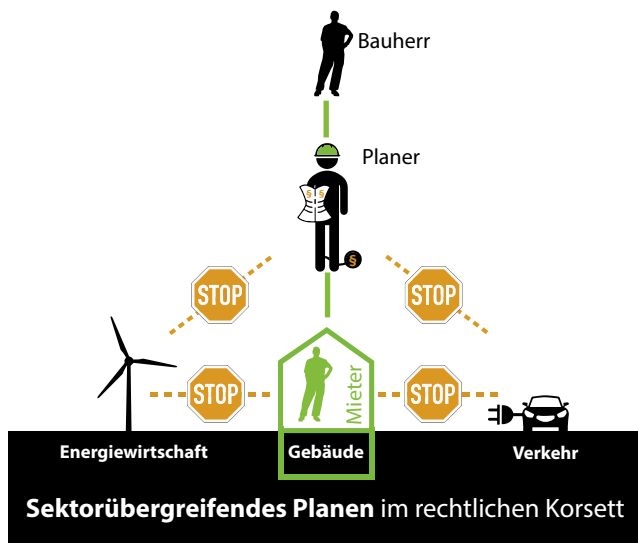 Bauherr
Planer
§ §
§
STOP STOP
STOP STOP
Mieter
Energiewirtschaft Gebäude Verkehr
Sektorübergreifendes Planen im rechtlichen Korsett